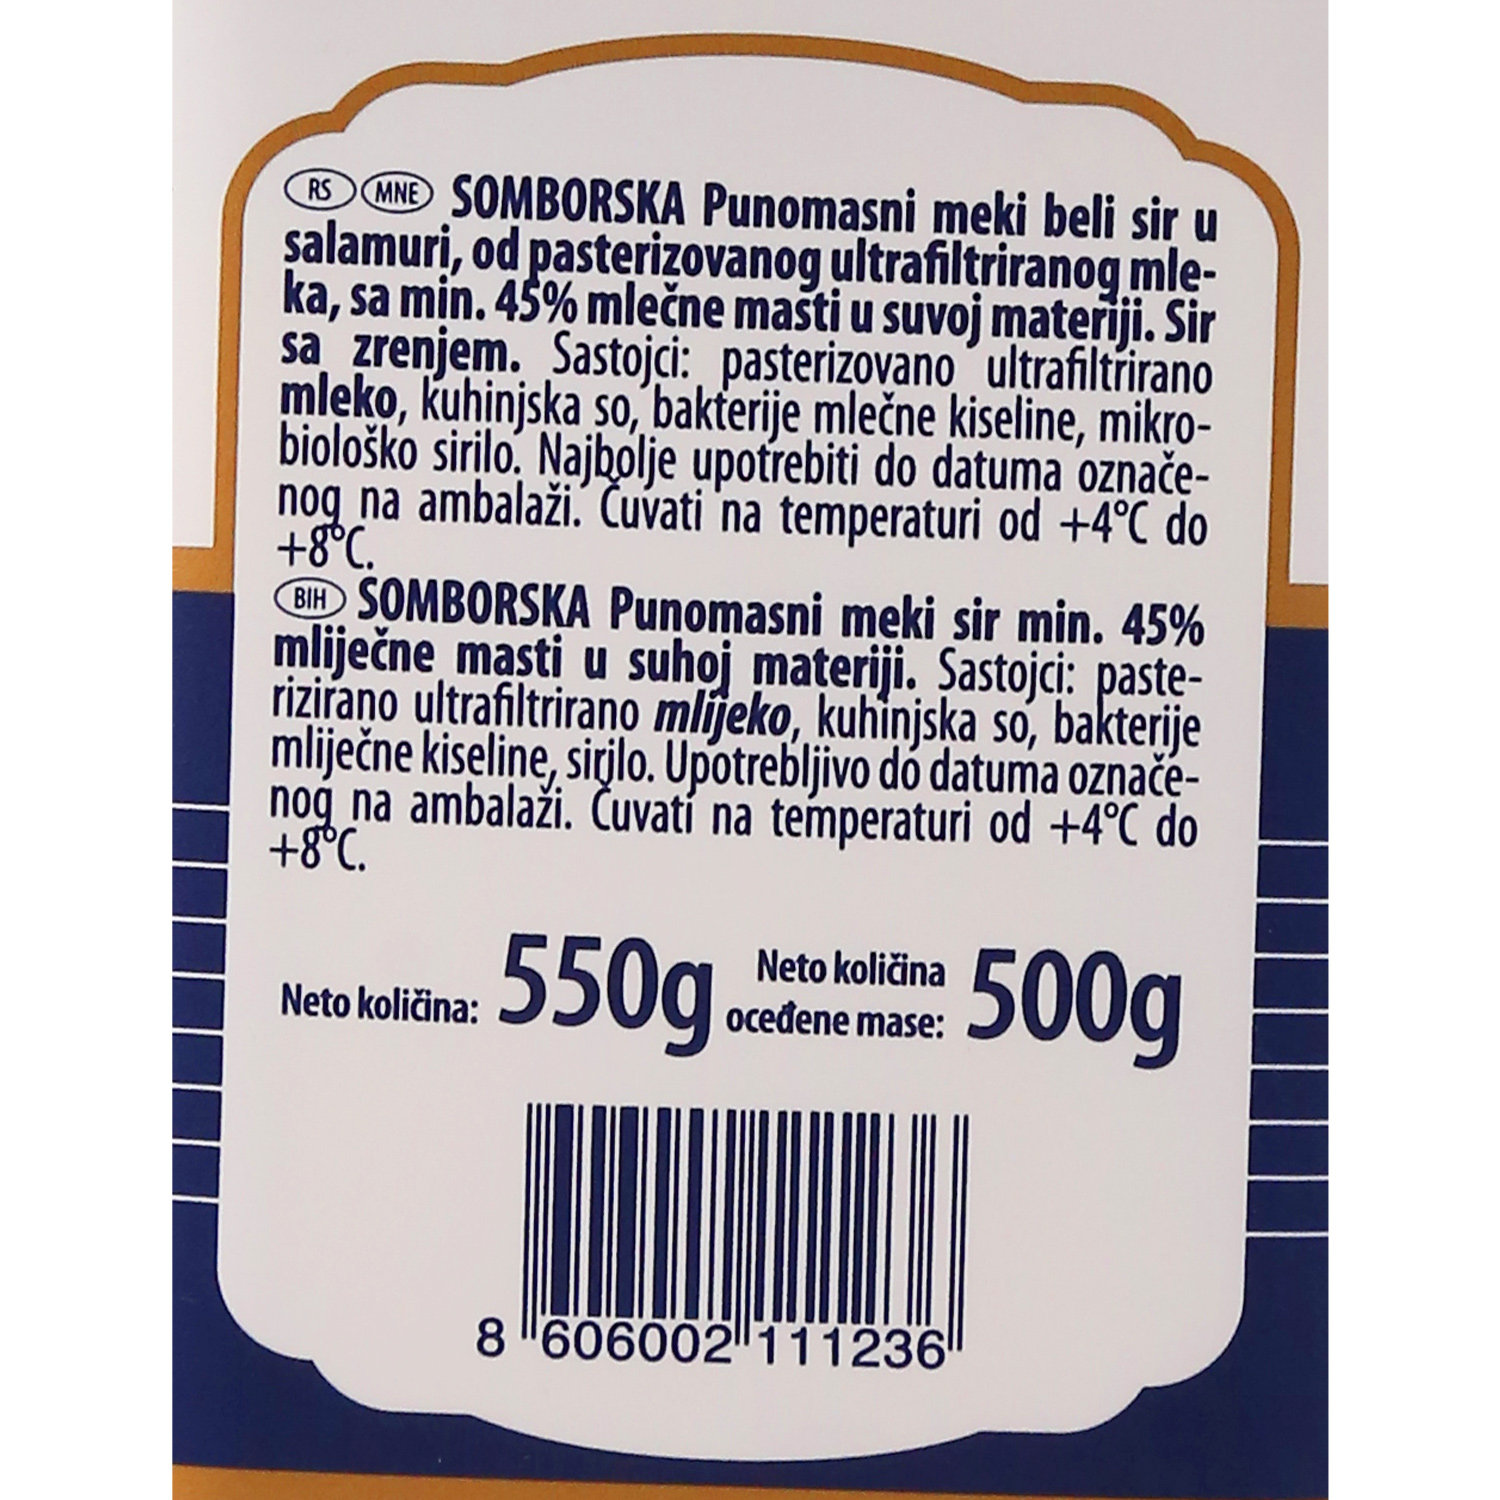 RS MNE SOMBORSKA Punomasni meki beli sir u
salamuri, od pasterizovanog ultrafiltriranog mle-
ka, sa min. 45% mlečne masti u suvoj materiji. Sir
sa zrenjem. Sastojci: pasterizovano ultrafiltrirano
mleko, kuhinjska so, bakterije mlečne kiseline, mikro-
biološko sirilo. Najbolje upotrebiti do datuma označe-
nog na ambalaži. Čuvati na temperaturi od +4°C do
+8°C.
BIH SOMBORSKA Punomasni meki sir min. 45%
mliječne masti u suhoj materiji. Sastojci: paste-
rizirano ultrafiltrirano mlijeko, kuhinjska so, bakterije
mliječne kiseline, sirilo. Upotrebljivo do datuma označe-
nog na ambalaži. Čuvati na temperaturi od +4°C do
+8°C.
Neto količina: 550g Neto količina
oceđene mase: 500g
8 606002 111236